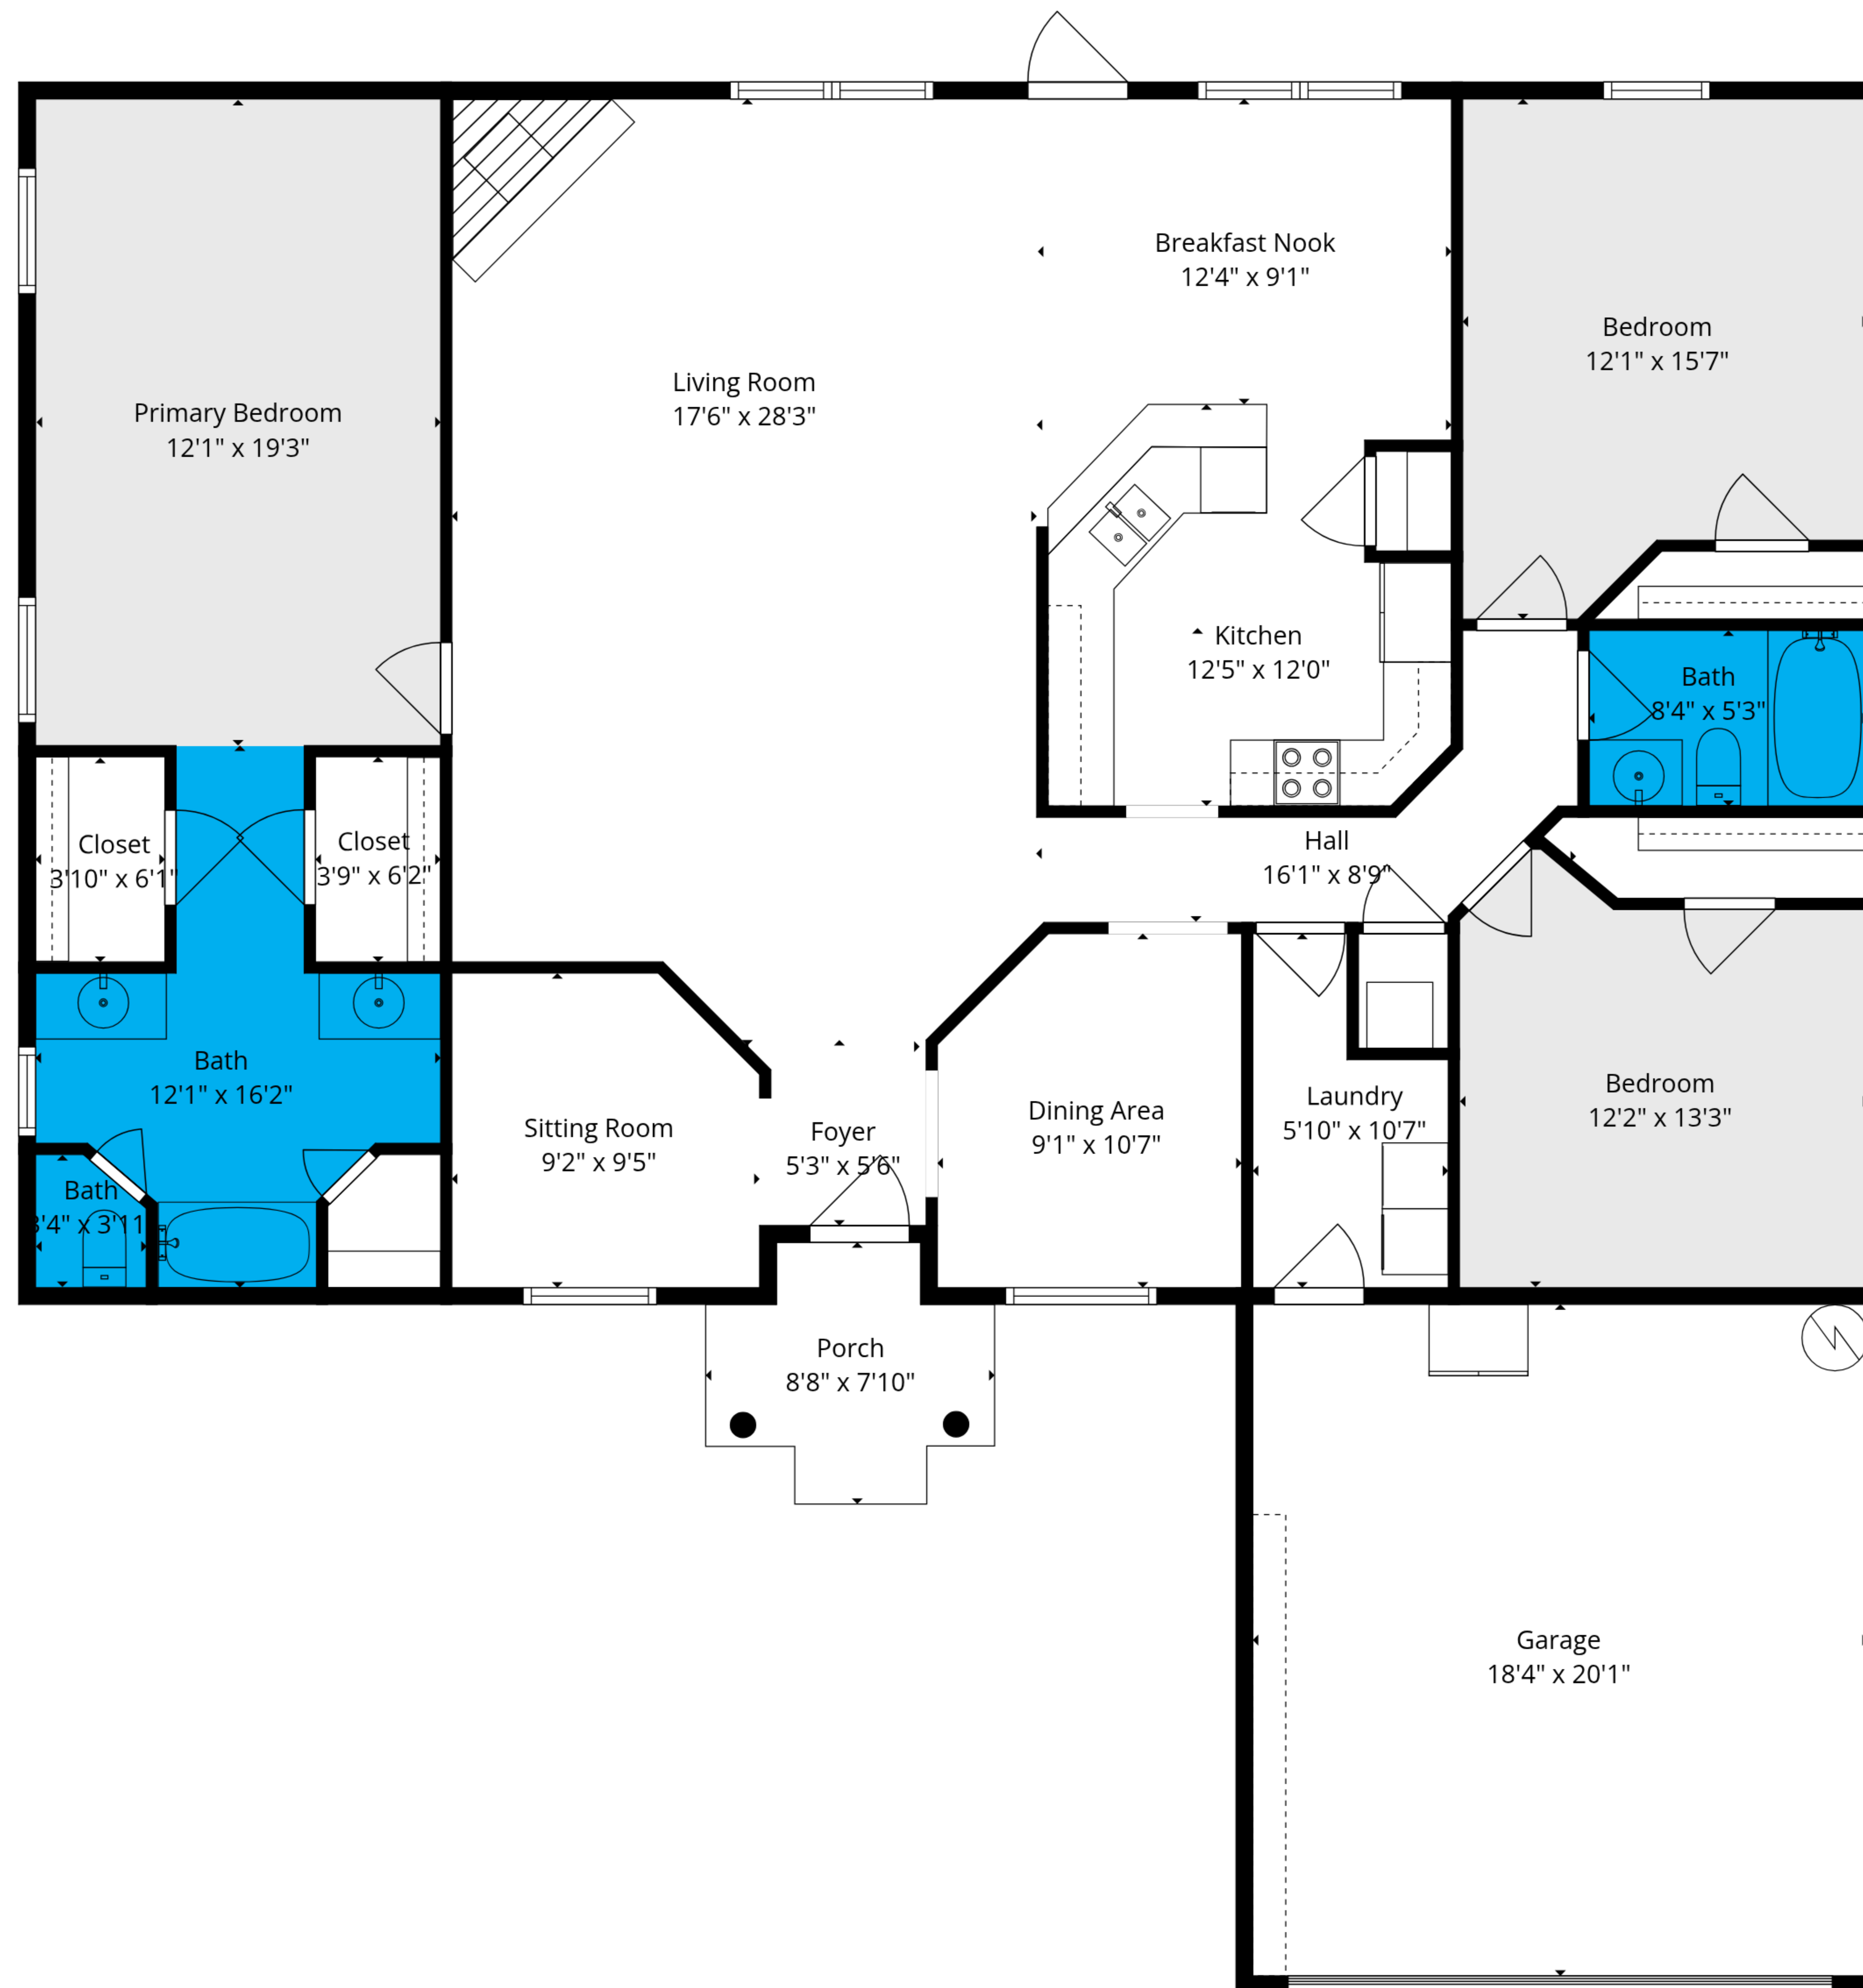 Breakfast Nook
12'4" x 9'1"
Bedroom
12'1" x 15'7"
Living Room
17'6" x 28'3"
Primary Bedroom
12'1" x 19'3"
Kitchen
12'5" x 12'0"
Bath
8'4" x 5'3"
Closet
3'10" x 6'1"
Closet
3'9" x 6'2"
Hall
16'1" x 8'9"
Bath
12'1" x 16'2"
Bedroom
12'2" x 13'3"
Laundry
5'10" x 10'7"
Dining Area
9'1" x 10'7"
Sitting Room
9'2" x 9'5"
Foyer
5'3" x 5'6"
Bath
3'4" x 3'11"
Porch
8'8" x 7'10"
Garage
18'4" x 20'1"